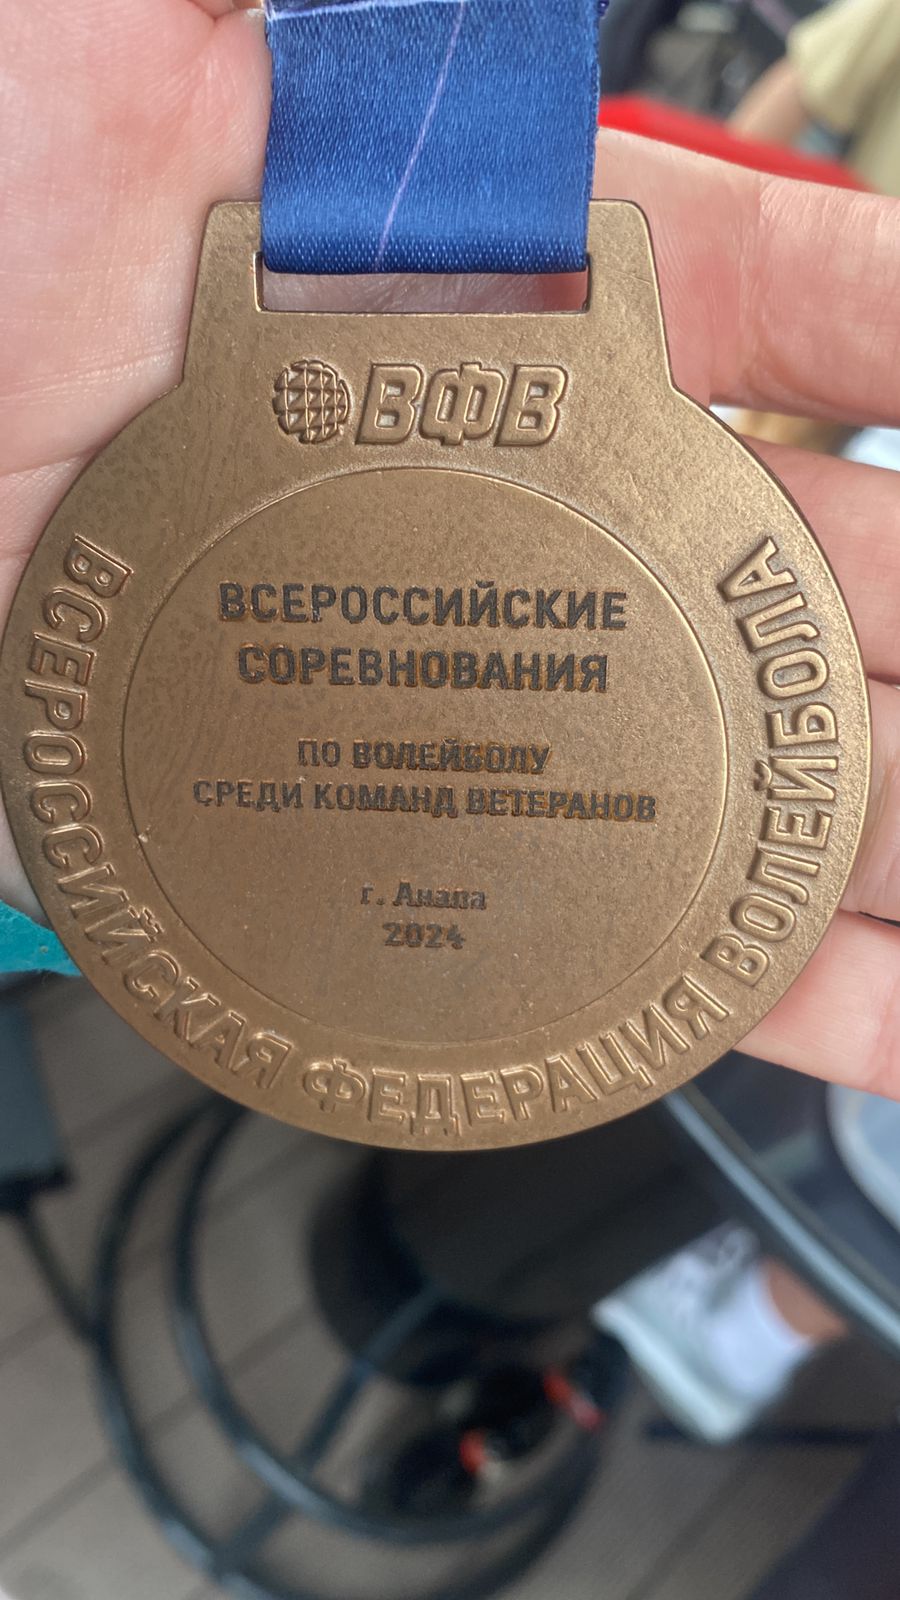 ВФВ
ВСЕРОССИЙСКИЕ
СОРЕВНОВАНИЯ
ПО ВОЛЕЙБОЛУ
СРЕДИ КОМАНД ВЕТЕРАНОВ
г. Анапа
2024
ВСЕРОССИЙСКАЯ ФЕДЕРАЦИЯ ВОЛЕЙБОЛА